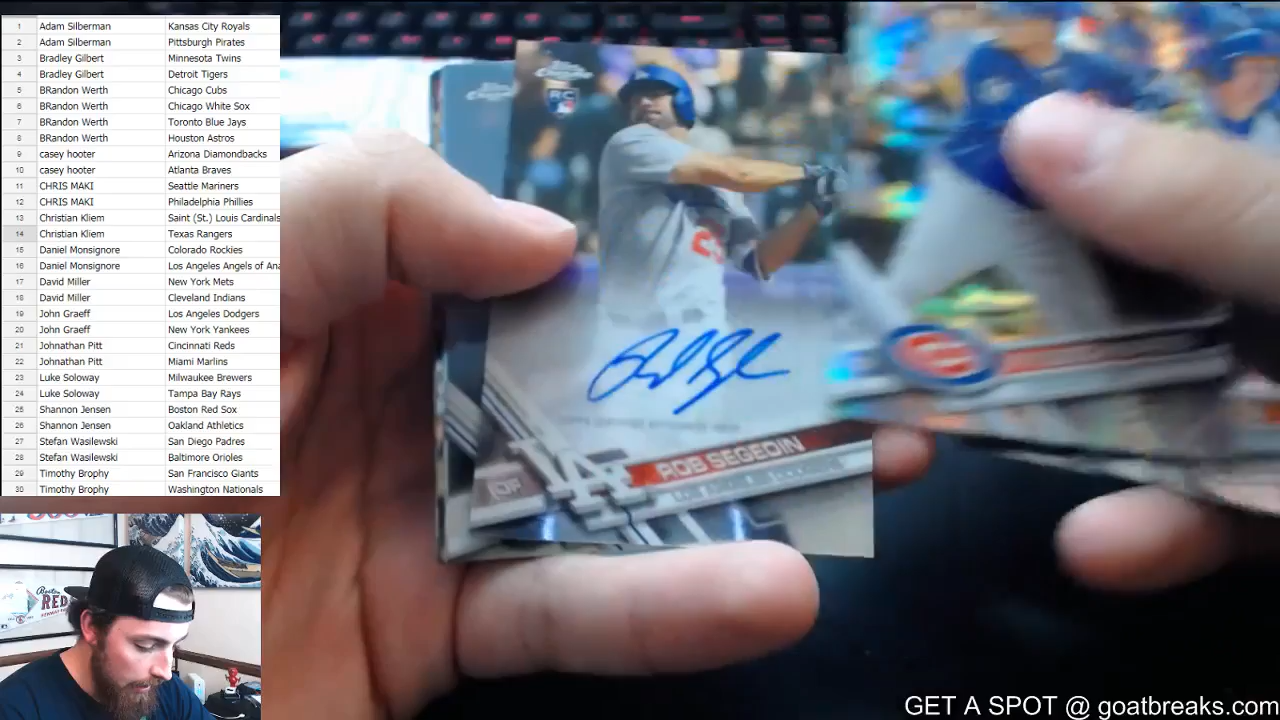 1 Adam Silberman Kansas City Royals
2 Adam Silberman Pittsburgh Pirates
3 Bradley Gilbert Minnesota Twins
4 Bradley Gilbert Detroit Tigers
5 BRandon Werth Chicago Cubs
6 BRandon Werth Chicago White Sox
7 BRandon Werth Toronto Blue Jays
8 BRandon Werth Houston Astros
9 casey hooter Arizona Diamondbacks
10 casey hooter Atlanta Braves
11 CHRIS MAKI Seattle Mariners
12 CHRIS MAKI Philadelphia Phillies
13 Christian Kliem Saint (St.) Louis Cardinals
14 Christian Kliem Texas Rangers
15 Daniel Monsignore Colorado Rockies
16 Daniel Monsignore Los Angeles Angels of Ana
17 David Miller New York Mets
18 David Miller Cleveland Indians
19 John Graeff Los Angeles Dodgers
20 John Graeff New York Yankees
21 Johnathan Pitt Cincinnati Reds
22 Johnathan Pitt Miami Marlins
23 Luke Soloway Milwaukee Brewers
24 Luke Soloway Tampa Bay Rays
25 Shannon Jensen Boston Red Sox
26 Shannon Jensen Oakland Athletics
27 Stefan Wasilewski San Diego Padres
28 Stefan Wasilewski Baltimore Orioles
29 Timothy Brophy San Francisco Giants
30 Timothy Brophy Washington Nationals
Topps Chrome
RC
LA
ROB SEGEDIN
Boston
RED
GET A SPOT @ goatbreaks.com